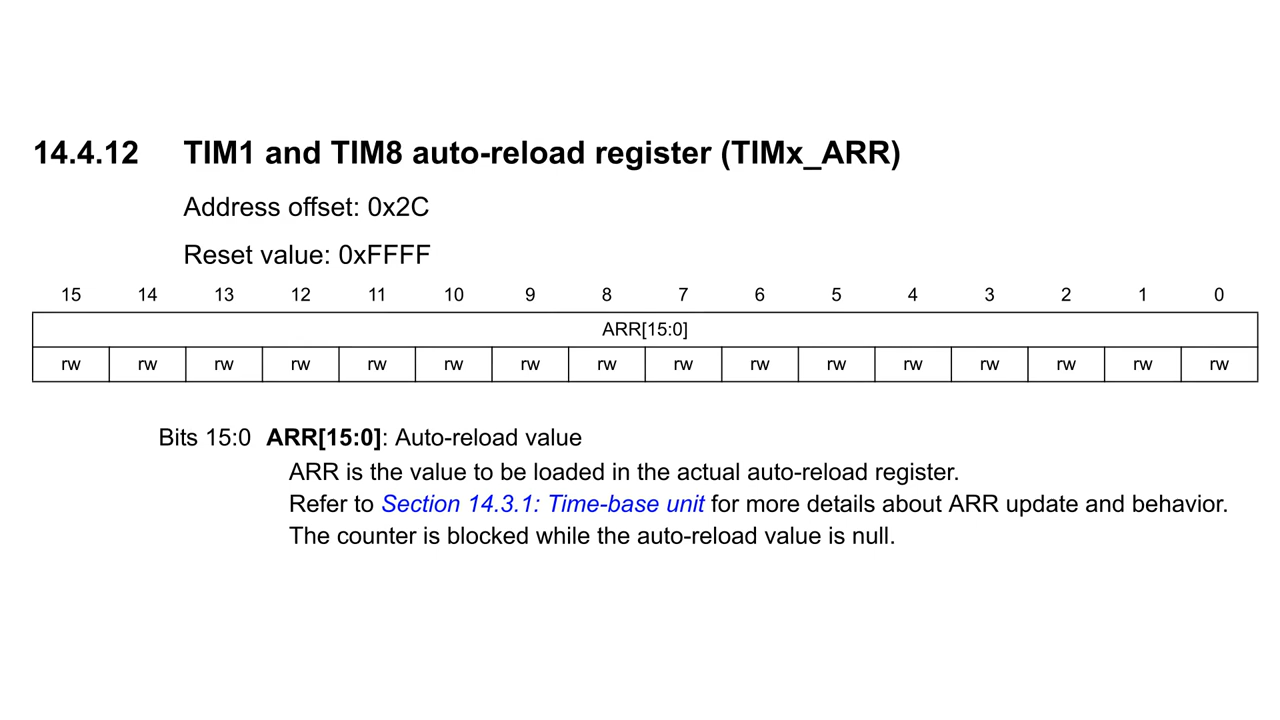 14.4.12 TIM1 and TIM8 auto-reload register (TIMx_ARR)
Address offset: 0x2C
Reset value: 0xFFFF
15 14 13 12 11 10 9 8 7 6 5 4 3 2 1 0
ARR[15:0]
rw rw rw rw rw rw rw rw rw rw rw rw rw rw rw rw
Bits 15:0 ARR[15:0]: Auto-reload value
ARR is the value to be loaded in the actual auto-reload register.
Refer to Section 14.3.1: Time-base unit for more details about ARR update and behavior.
The counter is blocked while the auto-reload value is null.